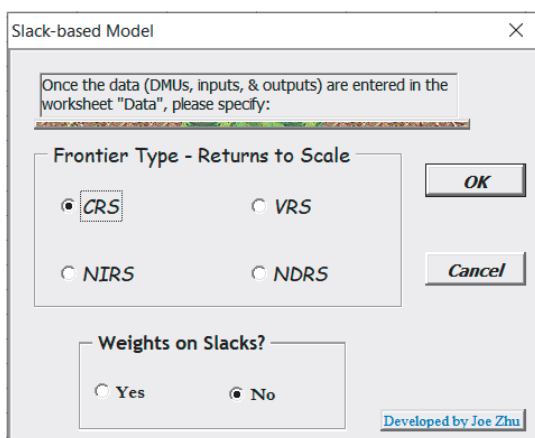 Slack-based Model
Once the data (DMUs, inputs, & outputs) are entered in the
worksheet "Data", please specify:
Frontier Type - Returns to Scale
CRS VRS
OK
NIRS NDRS
Cancel
Weights on Slacks?
Yes No
Developed by Joe Zhu